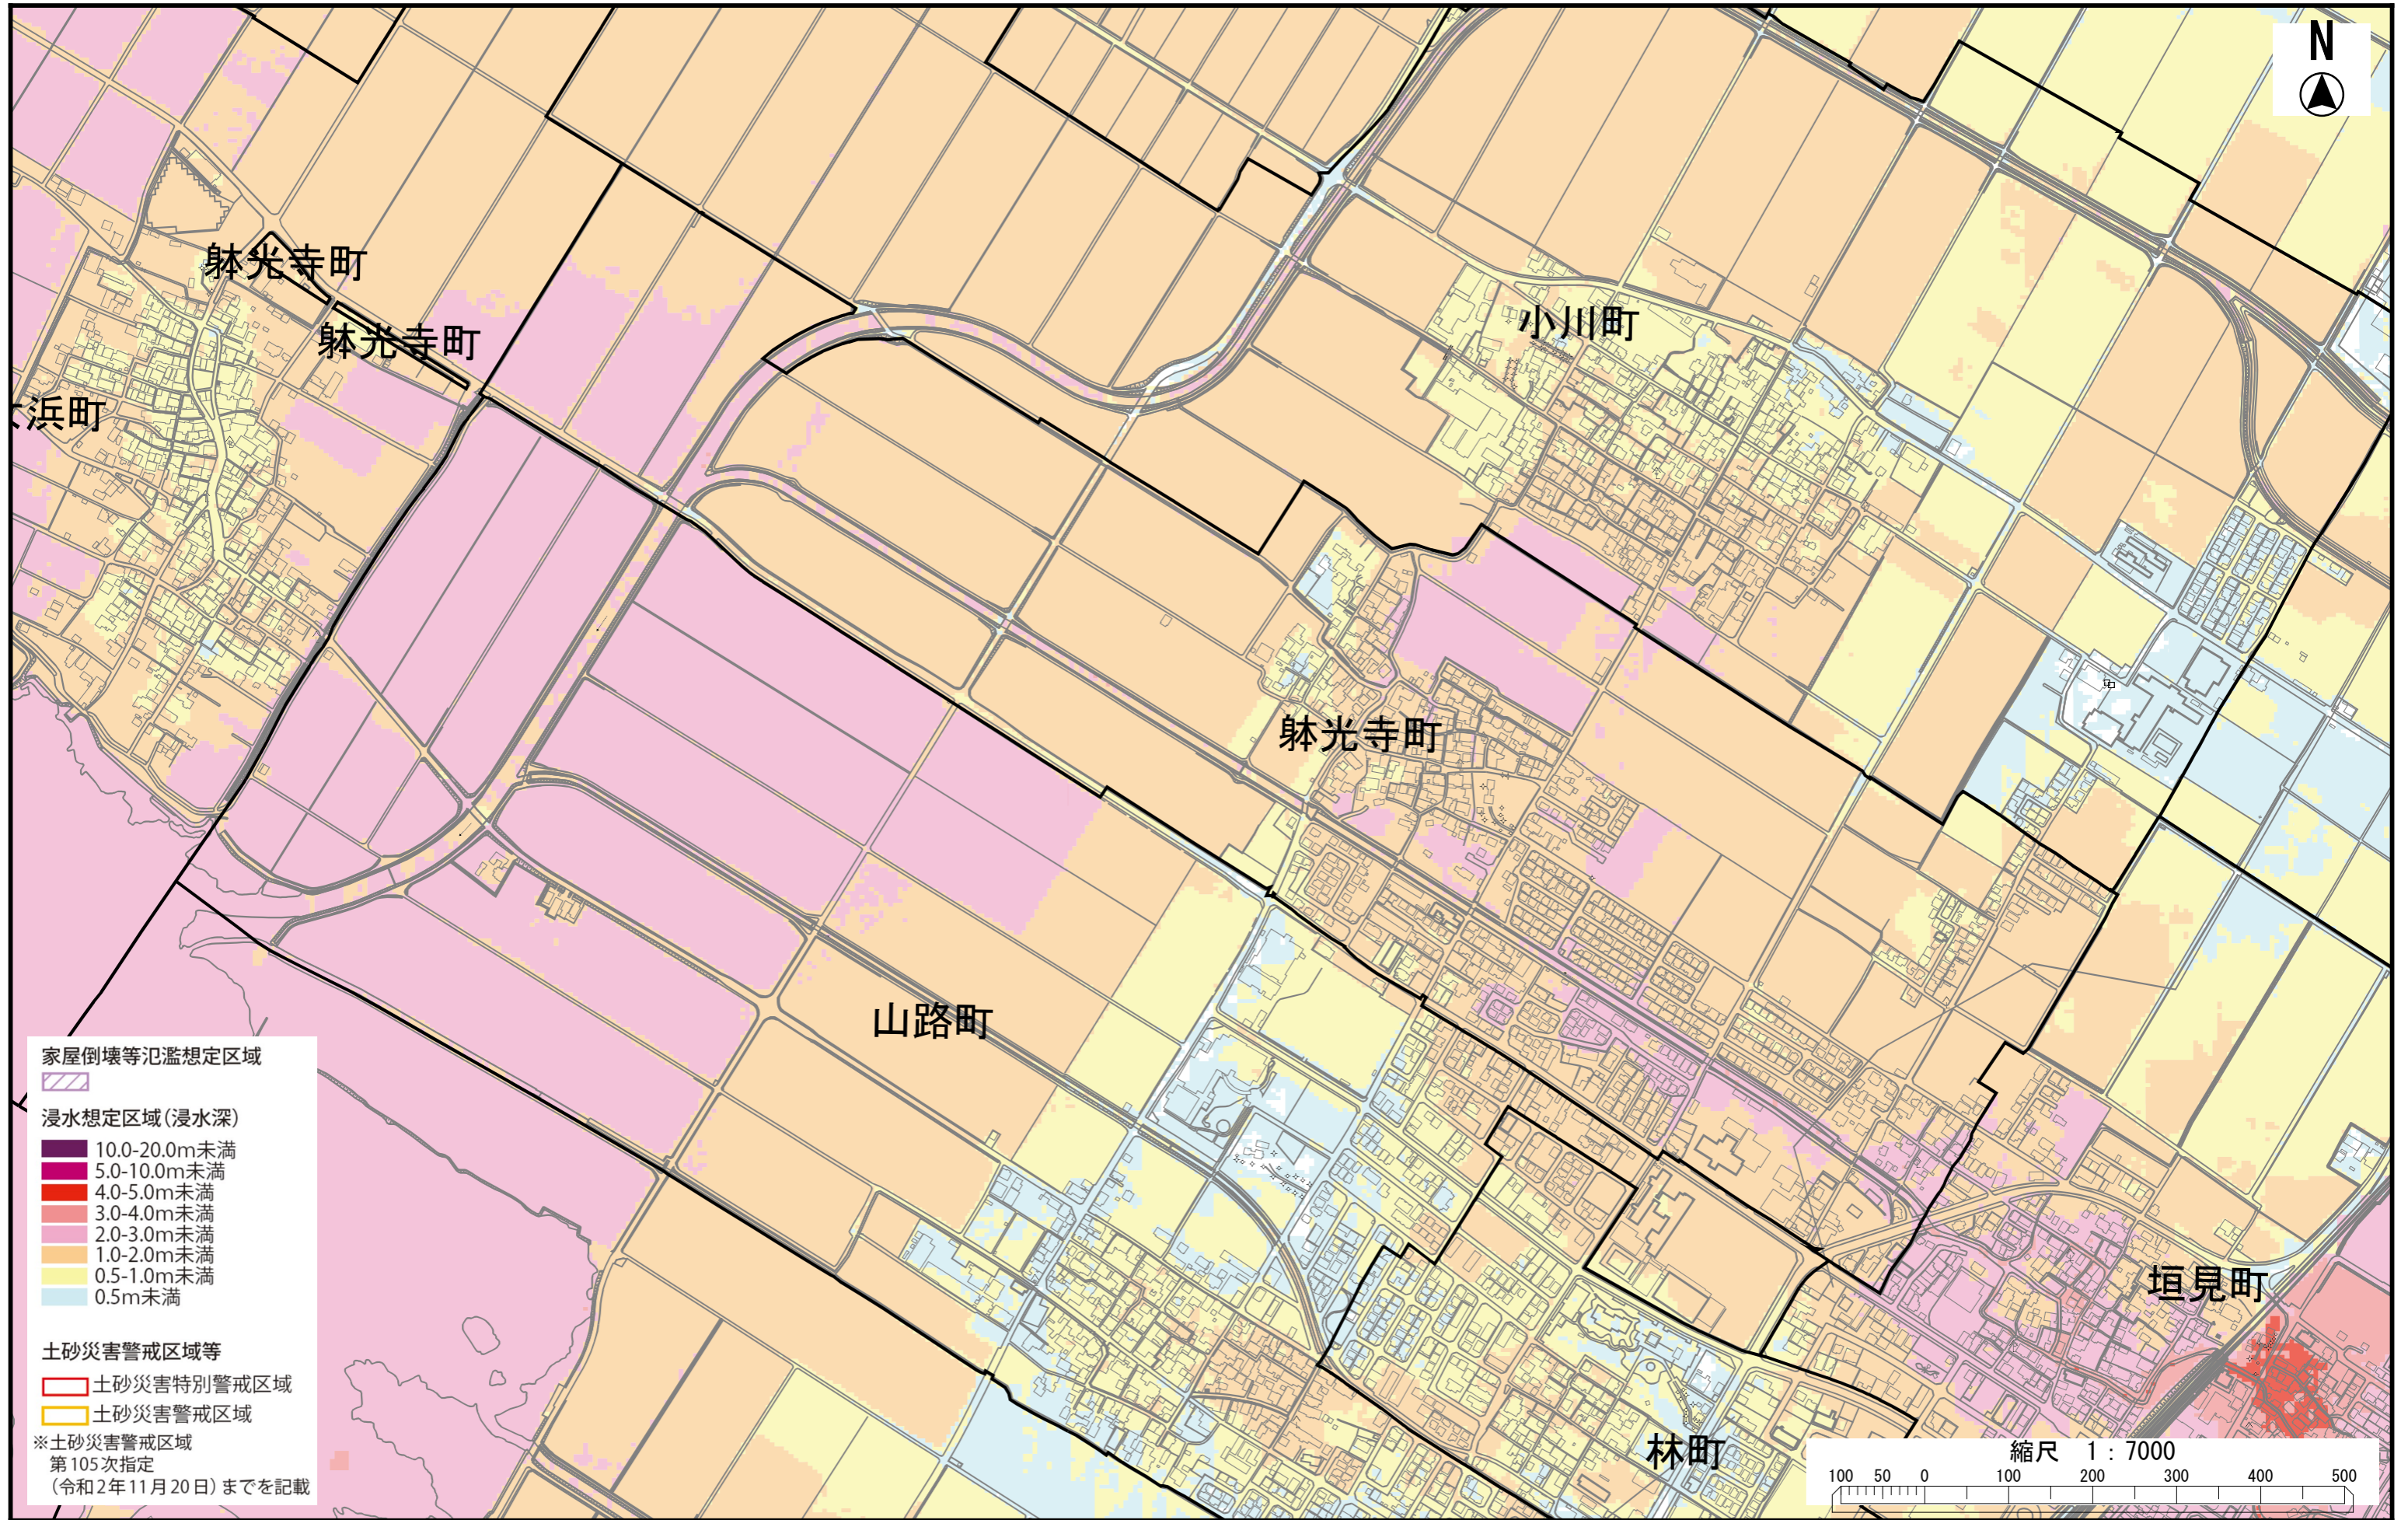 N
躰光寺町
小川町
躰光寺町
浜町
躰光寺町
山路町
垣見町
林町
家屋倒壊等氾濫想定区域
浸水想定区域(浸水深)
10.0-20.0m未満
5.0-10.0m未満
4.0-5.0m未満
3.0-4.0m未満
2.0-3.0m未満
1.0-2.0m未満
0.5-1.0m未満
0.5m未満
土砂災害警戒区域等
土砂災害特別警戒区域
土砂災害警戒区域
※土砂災害警戒区域
第105次指定
(令和2年11月20日)までを記載
縮尺 1:7000
100 50 0 100 200 300 400 500